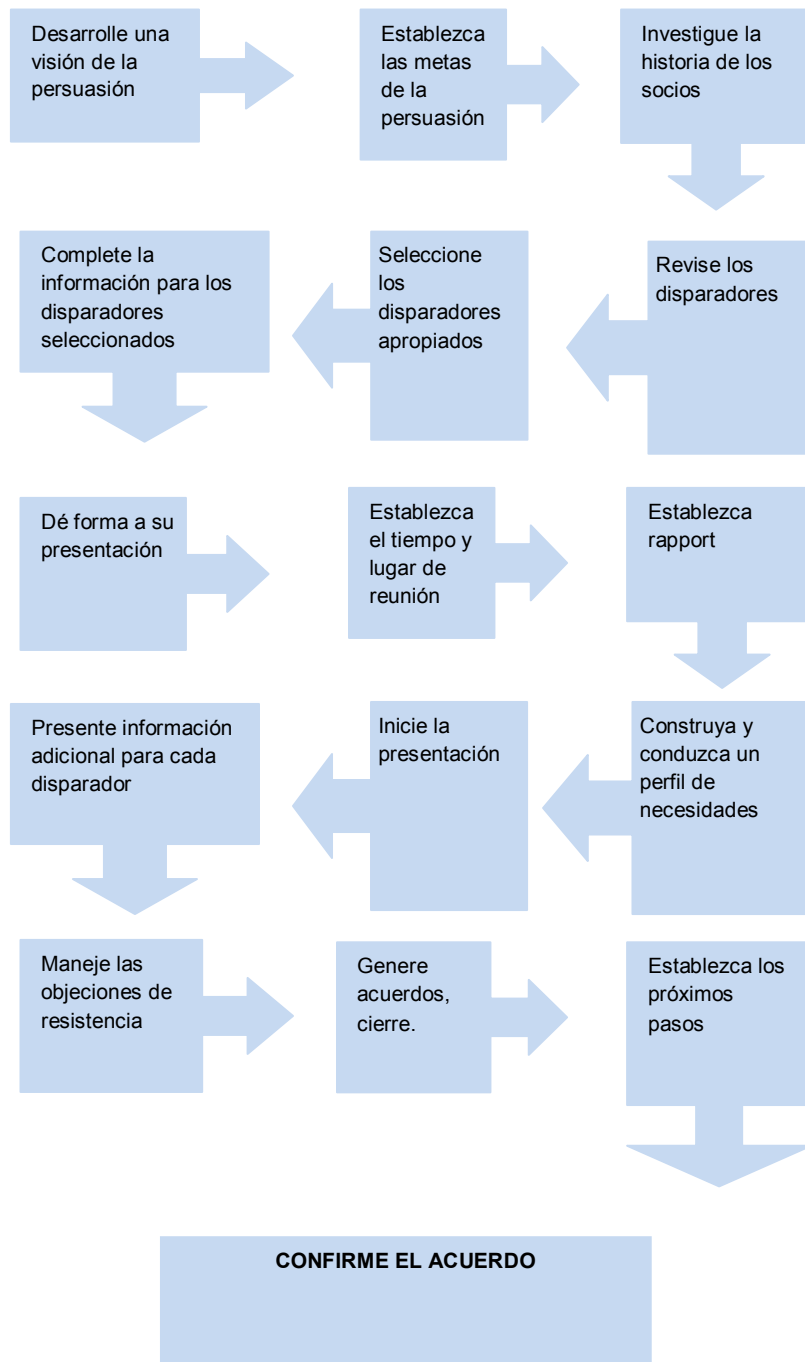 Desarrolle una
visión de la
persuasión
Establezca
las metas
de la
persuasión
Investigue la
historia de los
socios
Revise los
disparadores
Seleccione
los
disparadores
apropiados
Complete la
información para los
disparadores
seleccionados
Dé forma a su
presentación
Establezca
el tiempo y
lugar de
reunión
Establezca
rapport
Construya y
conduzca un
perfil de
necesidades
Inicie la
presentación
Presente información
adicional para cada
disparador
Maneje las
objeciones de
resistencia
Genere
acuerdos,
cierre.
Establezca los
próximos
pasos
CONFIRME EL ACUERDO